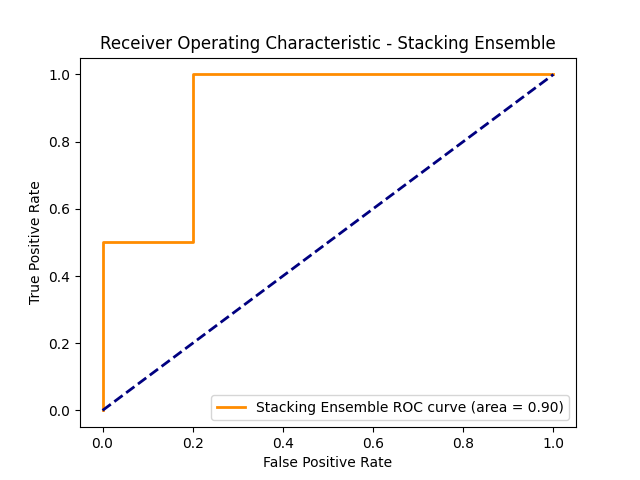 Receiver Operating Characteristic - Stacking Ensemble
1.0
0.8
0.6
0.4
0.2
0.0
True Positive Rate
Stacking Ensemble ROC curve (area = 0.90)
0.0 0.2 0.4 0.6 0.8 1.0
False Positive Rate